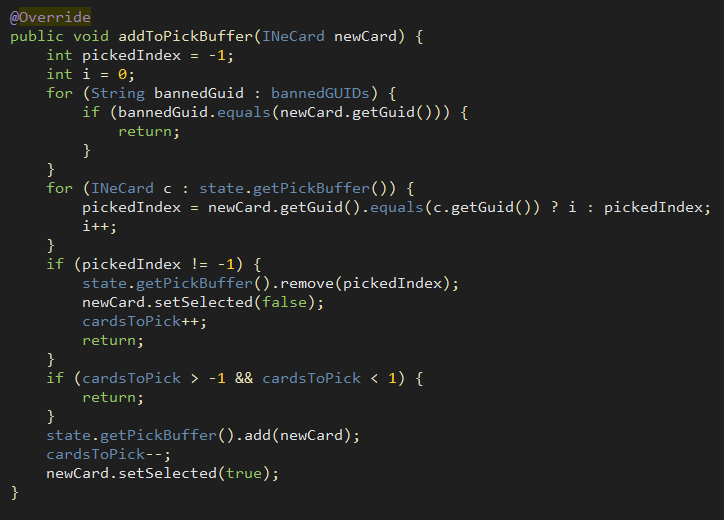 @Override
public void addToPickBuffer(INeCard newCard) {
    int pickedIndex = -1;
    int i = 0;
    for (String bannedGuid : bannedGUIDs) {
        if (bannedGuid.equals(newCard.getGuid())) {
            return;
        }
    }
    for (INeCard c : state.getPickBuffer()) {
        pickedIndex = newCard.getGuid().equals(c.getGuid()) ? i : pickedIndex;
        i++;
    }
    if (pickedIndex != -1) {
        state.getPickBuffer().remove(pickedIndex);
        newCard.setSelected(false);
        cardsToPick++;
        return;
    }
    if (cardsToPick > -1 && cardsToPick < 1) {
        return;
    }
    state.getPickBuffer().add(newCard);
    cardsToPick--;
    newCard.setSelected(true);
}